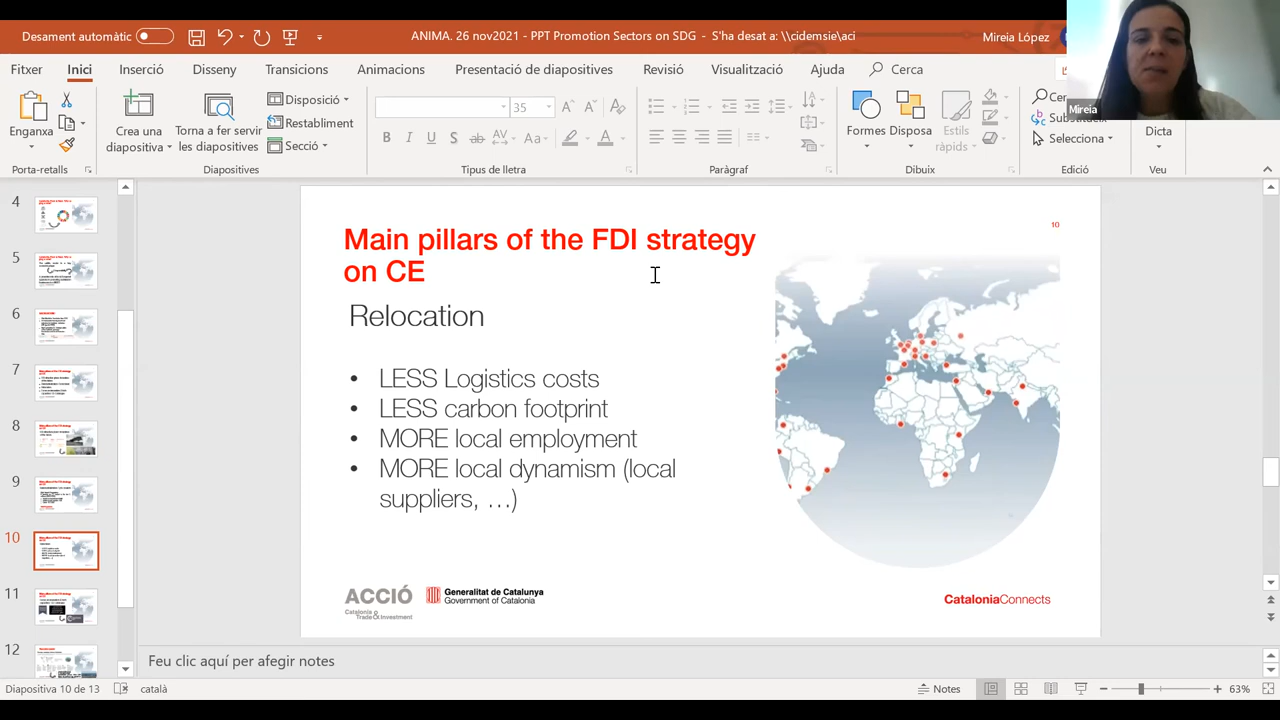 Desament automàtic
ANIMA. 26 nov2021 - PPT Promotion Sectors on SDG - S'ha desat a: \\cidemsie\aci
Mireia López
Fitxer Inici Inserció Disseny Transicions Animacions Presentació de diapositives Revisió Visualització Ajuda Cerca
Mireia
Enganxa
Crea una diapositiva
Torna a fer servir les diapositives
Disposició
Restabliment
Secció
35
Formes
Disposa
Estils ràpids
Selecciona
Dicta
Porta-retalls Diapositives Tipus de lletra Paràgraf Dibuix Edició Veu
4
5
6
7
8
9
10
11
12
10
Main pillars of the FDI strategy
on CE
Relocation
• LESS Logistics costs
• LESS carbon footprint
• MORE local employment
• MORE local dynamism (local
suppliers, …)
ACCIÓ
Catalonia
Trade & Investment
Generalitat de Catalunya
Government of Catalonia
CataloniaConnects
Feu clic aquí per afegir notes
Diapositiva 10 de 13 català Notes 63%